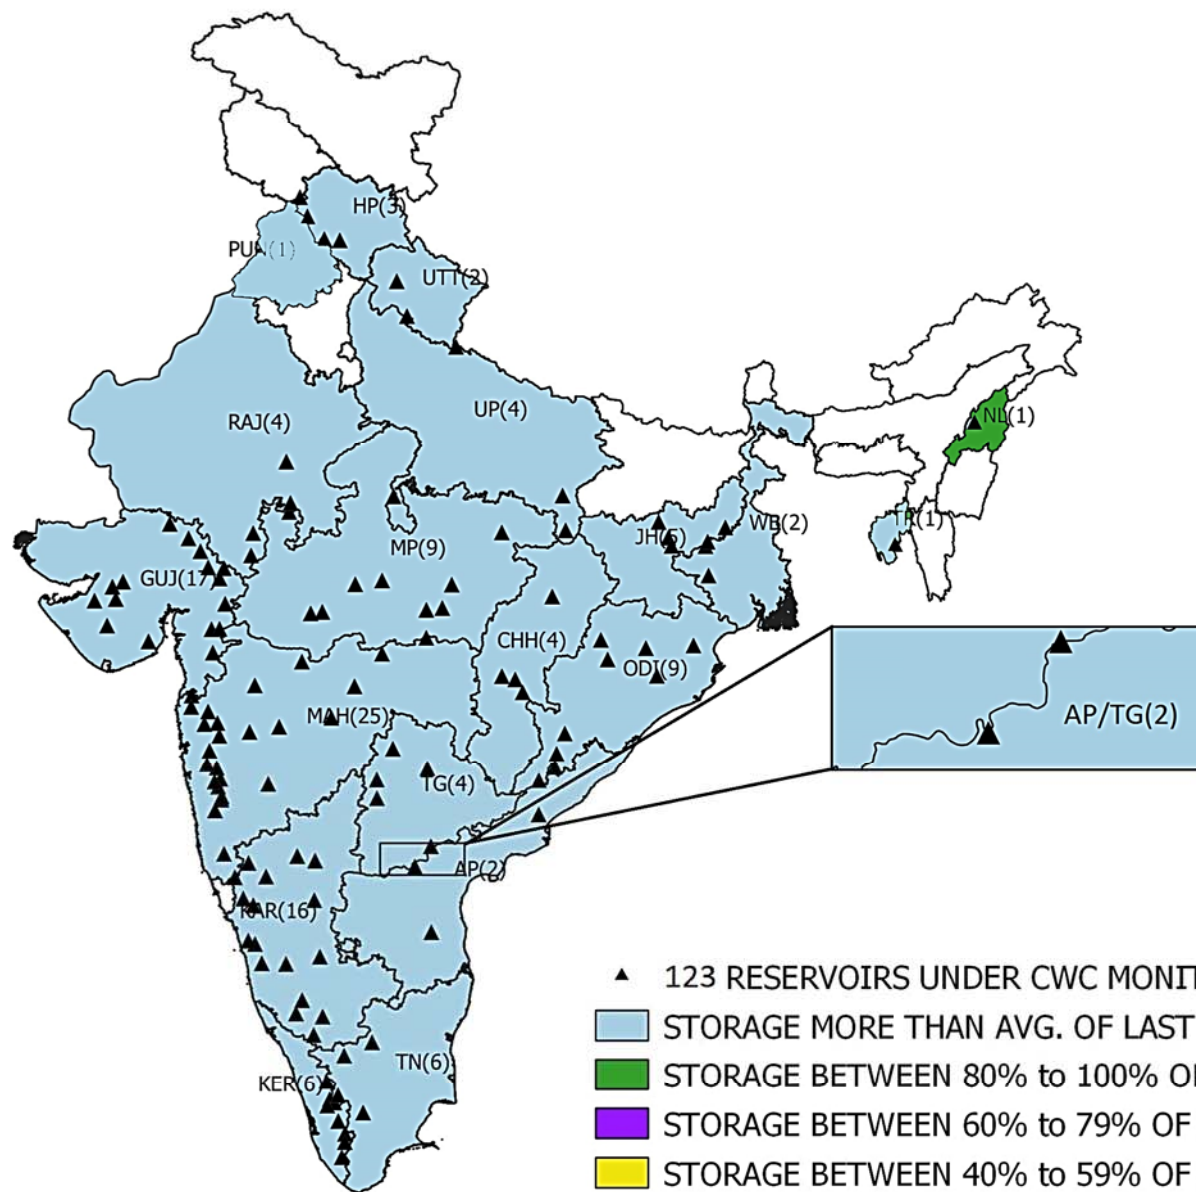 HP(3)
PUN(1)
UTT(2)
RAJ(4)
UP(4)
NL(1)
TR(1)
WB(2)
JH(5)
MP(9)
GUJ(17)
CHH(4)
ODI(9)
MAH(25)
AP/TG(2)
TG(4)
AP(2)
KAR(16)
TN(6)
KER(6)
123 RESERVOIRS UNDER CWC MONIT
STORAGE MORE THAN AVG. OF LAST
STORAGE BETWEEN 80% to 100% OF
STORAGE BETWEEN 60% to 79% OF
STORAGE BETWEEN 40% to 59% OF